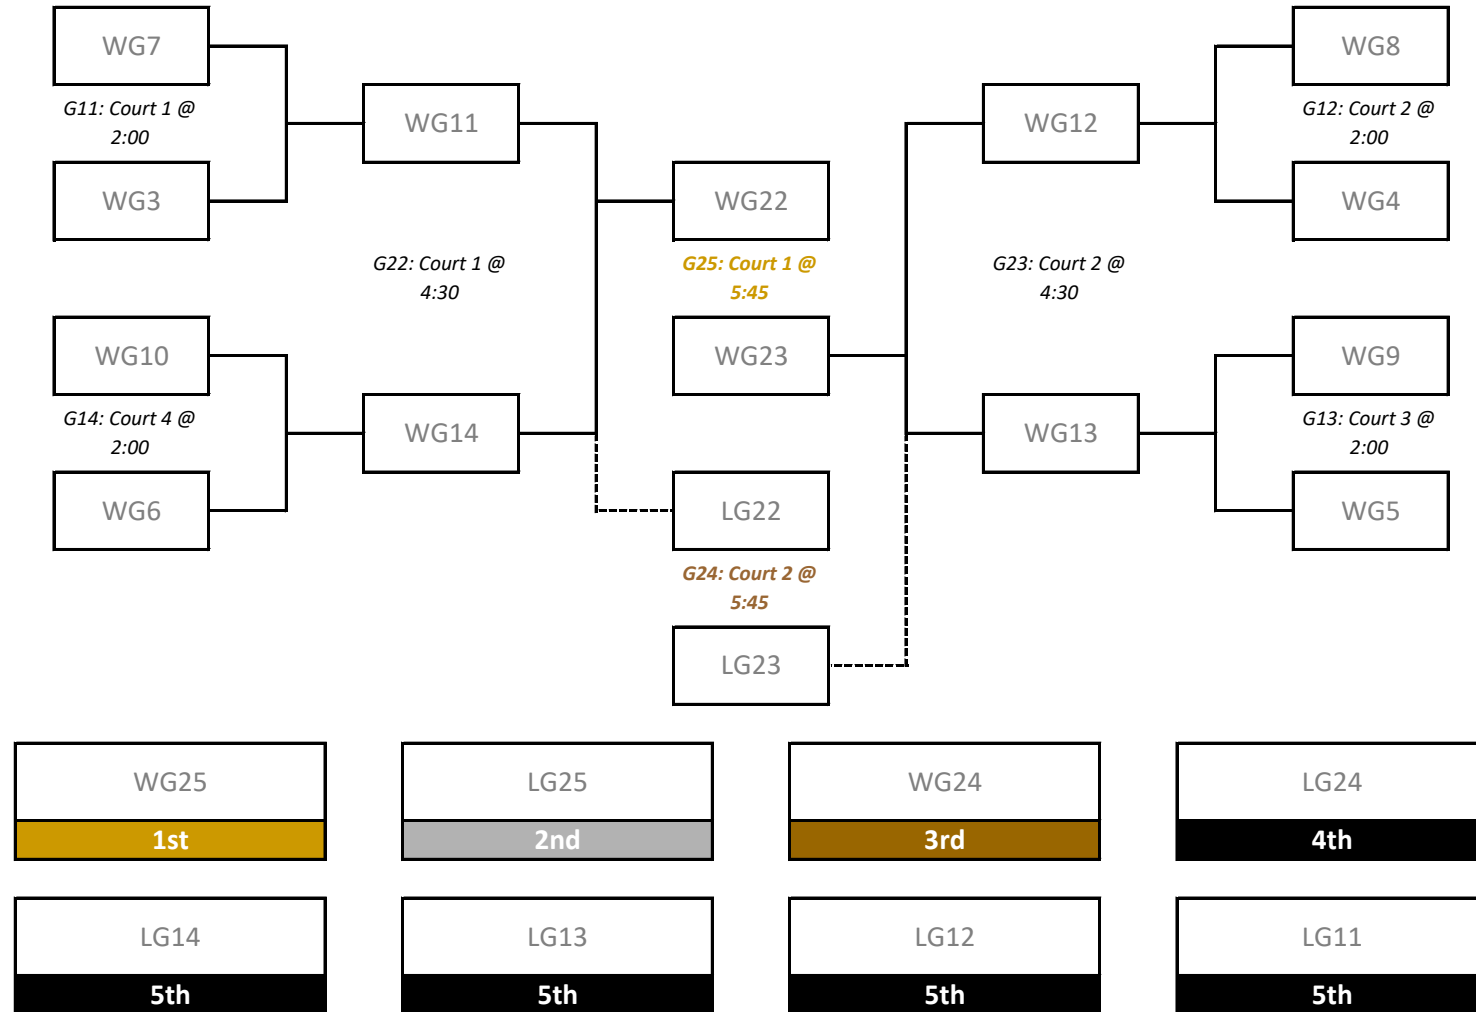 WG7
WG8
G11: Court 1 @
2:00
WG11
WG12
G12: Court 2 @
2:00
WG3
WG22
WG4
G22: Court 1 @
4:30
G25: Court 1 @
5:45
G23: Court 2 @
4:30
WG10
WG23
WG9
G14: Court 4 @
2:00
WG14
WG13
G13: Court 3 @
2:00
WG6
LG22
WG5
G24: Court 2 @
5:45
LG23
WG25
LG25
WG24
LG24
1st
2nd
3rd
4th
LG14
LG13
LG12
LG11
5th
5th
5th
5th